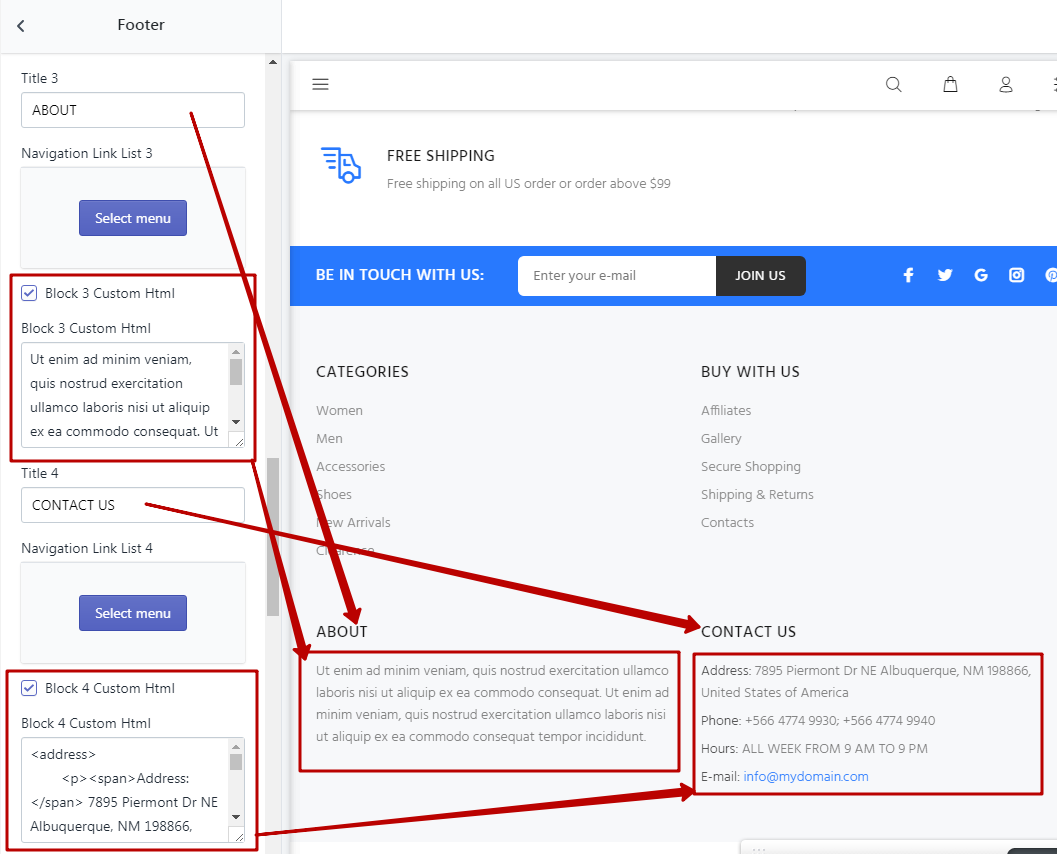 Footer
Title 3
ABOUT
Navigation Link List 3
Select menu
Block 3 Custom Html
Block 3 Custom Html
Ut enim ad minim veniam,
quis nostrud exercitation
ullamco laboris nisi ut aliquip
ex ea commodo consequat. Ut
Title 4
CONTACT US
Navigation Link List 4
Select menu
Block 4 Custom Html
Block 4 Custom Html
<address>
<p><span>Address:
</span> 7895 Piermont Dr NE
Albuquerque, NM 198866,
FREE SHIPPING
Free shipping on all US order or order above $99
BE IN TOUCH WITH US:
Enter your e-mail
JOIN US
CATEGORIES
Women
Men
Accessories
Shoes
New Arrivals
Clearence
BUY WITH US
Affiliates
Gallery
Secure Shopping
Shipping & Returns
Contacts
ABOUT
Ut enim ad minim veniam, quis nostrud exercitation ullamco
laboris nisi ut aliquip ex ea commodo consequat. Ut enim ad
minim veniam, quis nostrud exercitation ullamco laboris nisi
ut aliquip ex ea commodo consequat tempor incididunt.
CONTACT US
Address: 7895 Piermont Dr NE Albuquerque, NM 198866,
United States of America
Phone: +566 4774 9930; +566 4774 9940
Hours: ALL WEEK FROM 9 AM TO 9 PM
E-mail: info@mydomain.com